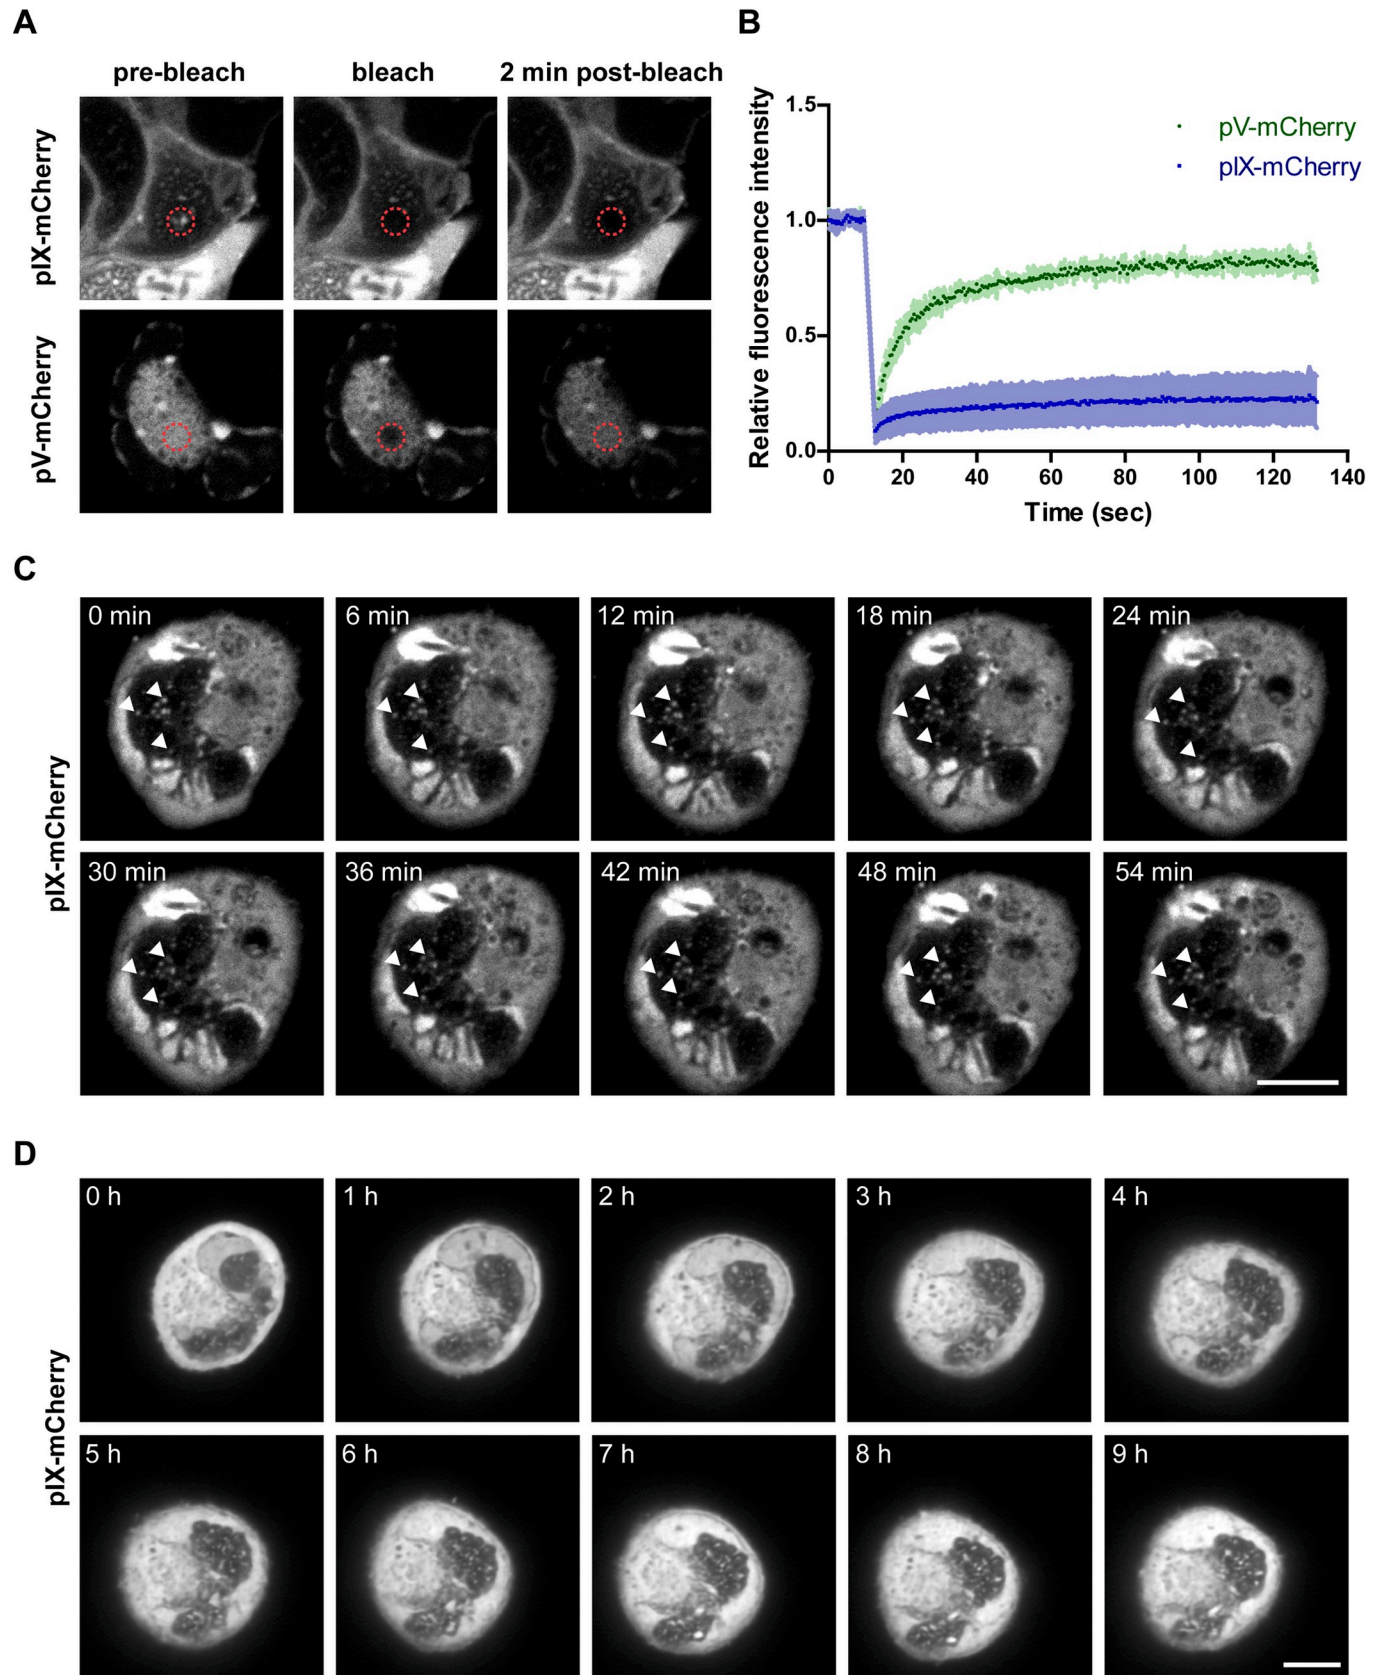 A
pre-bleach bleach 2 min post-bleach
pIX-mCherry
pV-mCherry
B
Relative fluorescence intensity
1.5
1.0
0.5
0.0
0 20 40 60 80 100 120 140
Time (sec)
pV-mCherry
pIX-mCherry
C
pIX-mCherry
0 min 6 min 12 min 18 min 24 min
30 min 36 min 42 min 48 min 54 min
D
pIX-mCherry
0 h 1 h 2 h 3 h 4 h
5 h 6 h 7 h 8 h 9 h